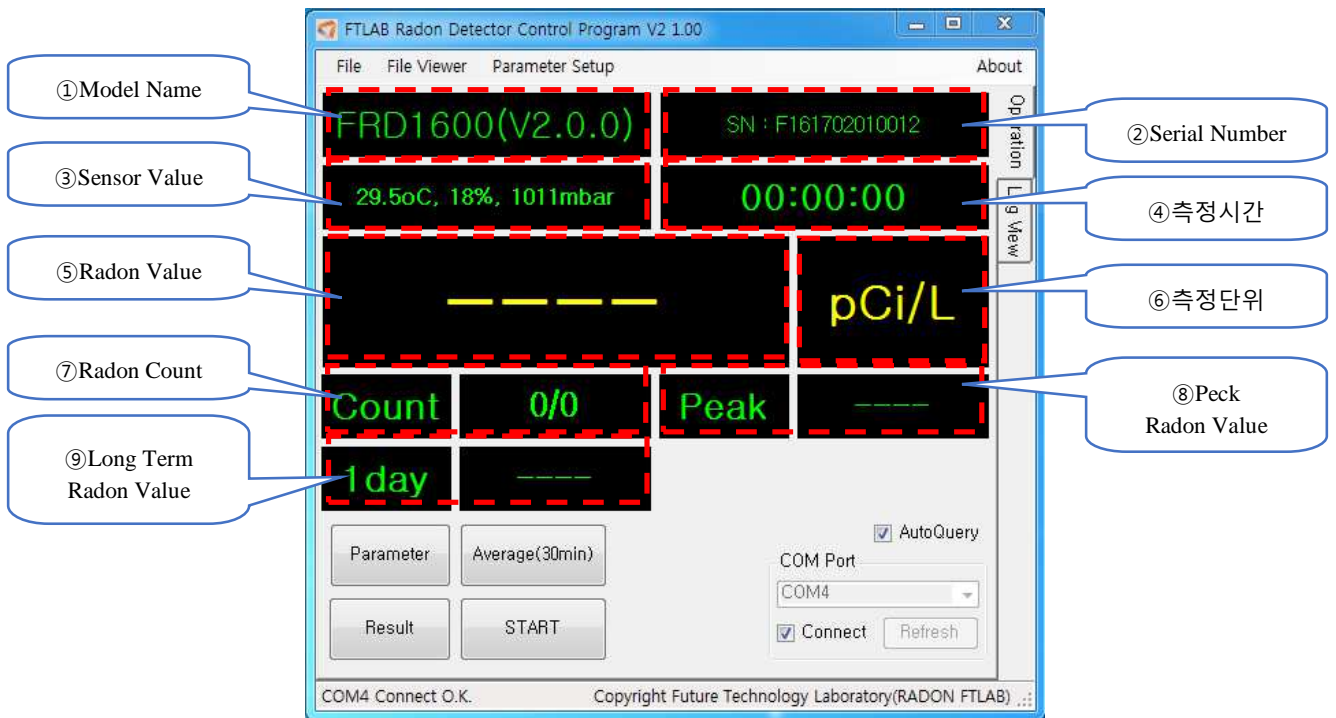 FTLAB Radon Detector Control Program V2 1.00
File File Viewer Parameter Setup About
①Model Name
FRD1600(V2.0.0)
SN : F161702010012
②Serial Number
Operation
③Sensor Value
29.5oC, 18%, 1011mbar
00:00:00
④측정시간
Log View
⑤Radon Value
----
pCi/L
⑥측정단위
⑦Radon Count
Count
0/0
Peak
----
⑧Peck
Radon Value
⑨Long Term
Radon Value
1day
----
Parameter
Average(30min)
AutoQuery
COM Port
COM4
Result
START
Connect
Refresh
COM4 Connect O.K.
Copyright Future Technology Laboratory(RADON FTLAB)